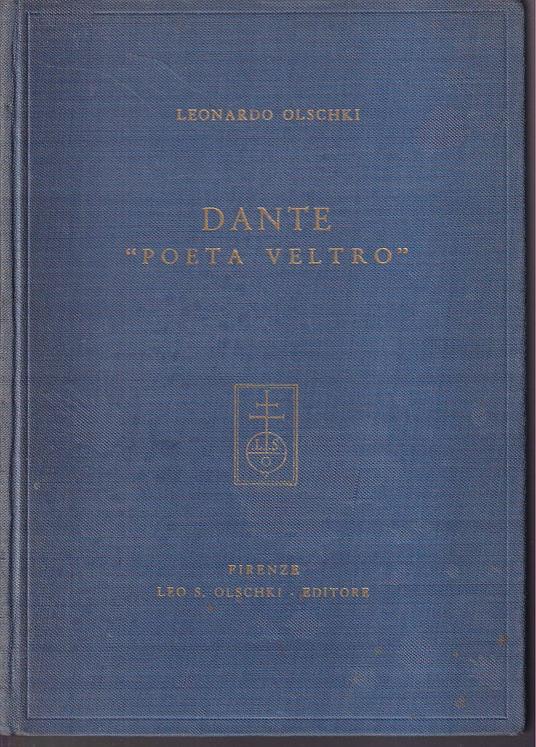 LEONARDO OLSCHKI
DANTE
“POETA VELTRO”
L S
O
FIRENZE
LEO S. OLSCHKI - EDITORE